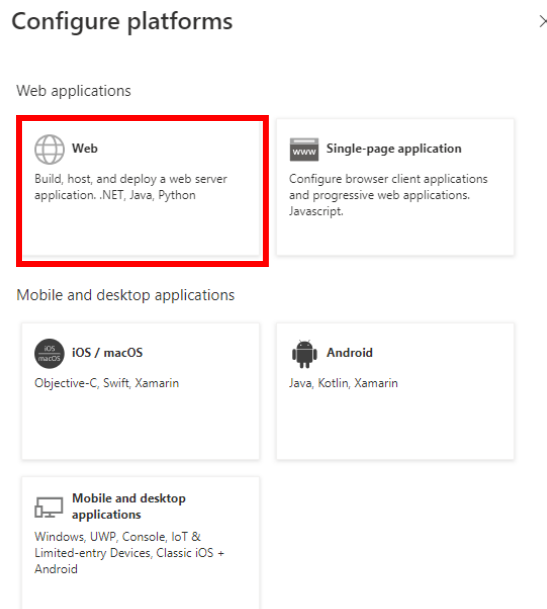 Configure platforms
Web applications
Web
Build, host, and deploy a web server
application. .NET, Java, Python
www
Single-page application
Configure browser client applications
and progressive web applications.
Javascript.
Mobile and desktop applications
iOS
macOS
iOS / macOS
Objective-C, Swift, Xamarin
Android
Java, Kotlin, Xamarin
Mobile and desktop
applications
Windows, UWP, Console, IoT &
Limited-entry Devices, Classic iOS +
Android